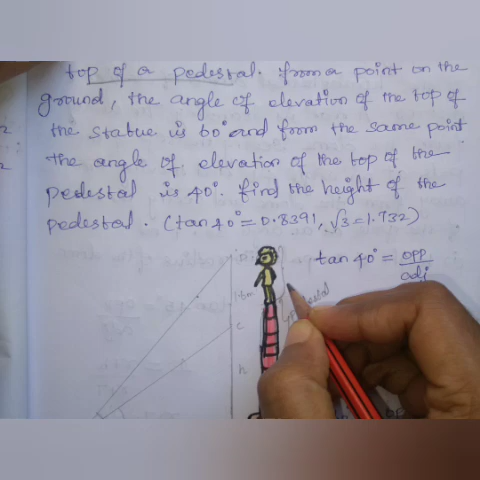 top of a pedestal. from a point on the
ground, the angle of elevation of the top of
the statue is 60° and from the same point
the angle of elevation of the top of the
pedestal is 40°. find the height of the
pedestal. (tan 40° = 0.8391, √3 = 1.732)
tan 40° = opp
adj
D
1.6m
c
h